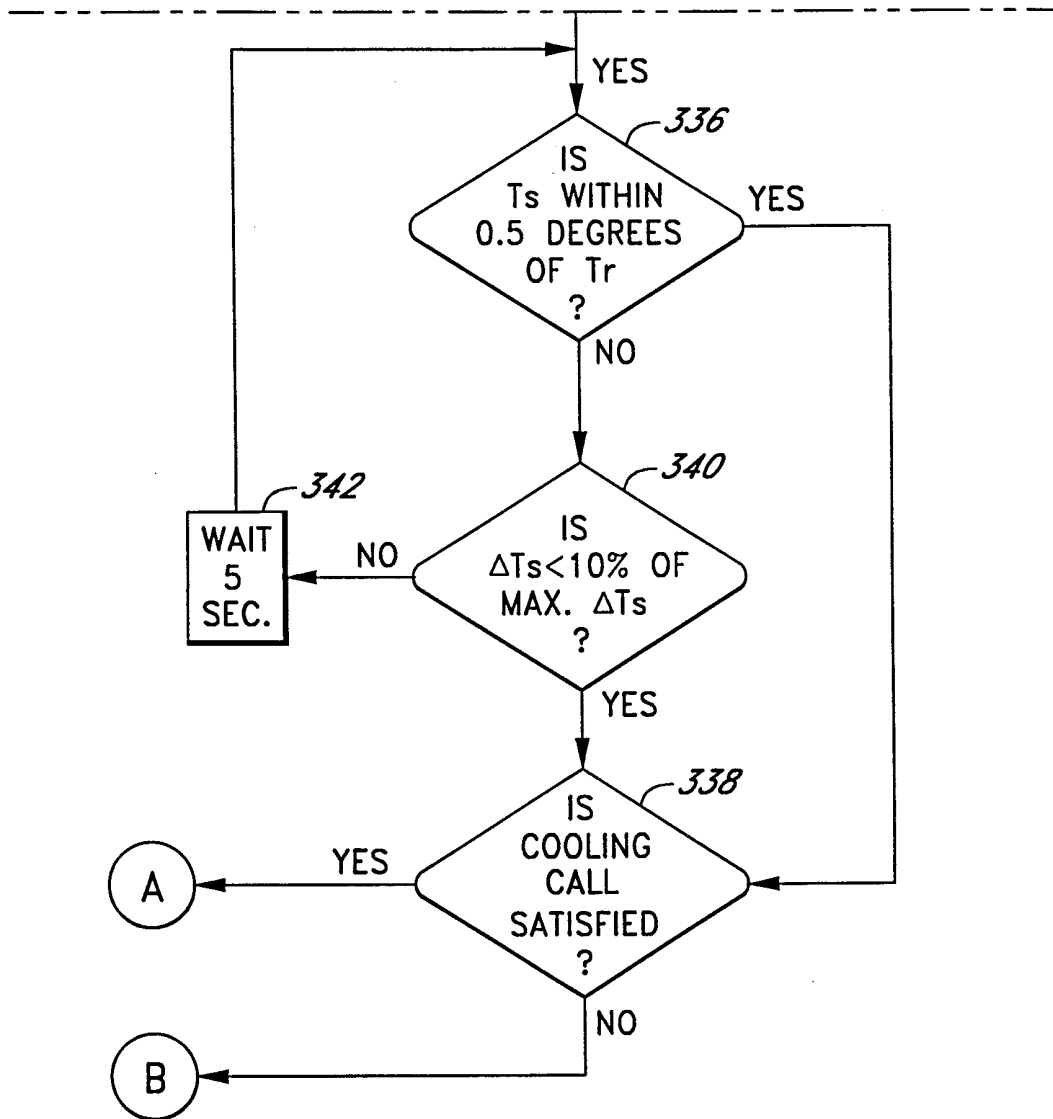 YES
336
IS
Ts WITHIN
0.5 DEGREES
OF Tr
?
YES
NO
340
342
WAIT
5
SEC.
NO
IS
ΔTs<10% OF
MAX. ΔTs
?
YES
338
IS
COOLING
CALL
SATISFIED
?
YES
A
NO
B